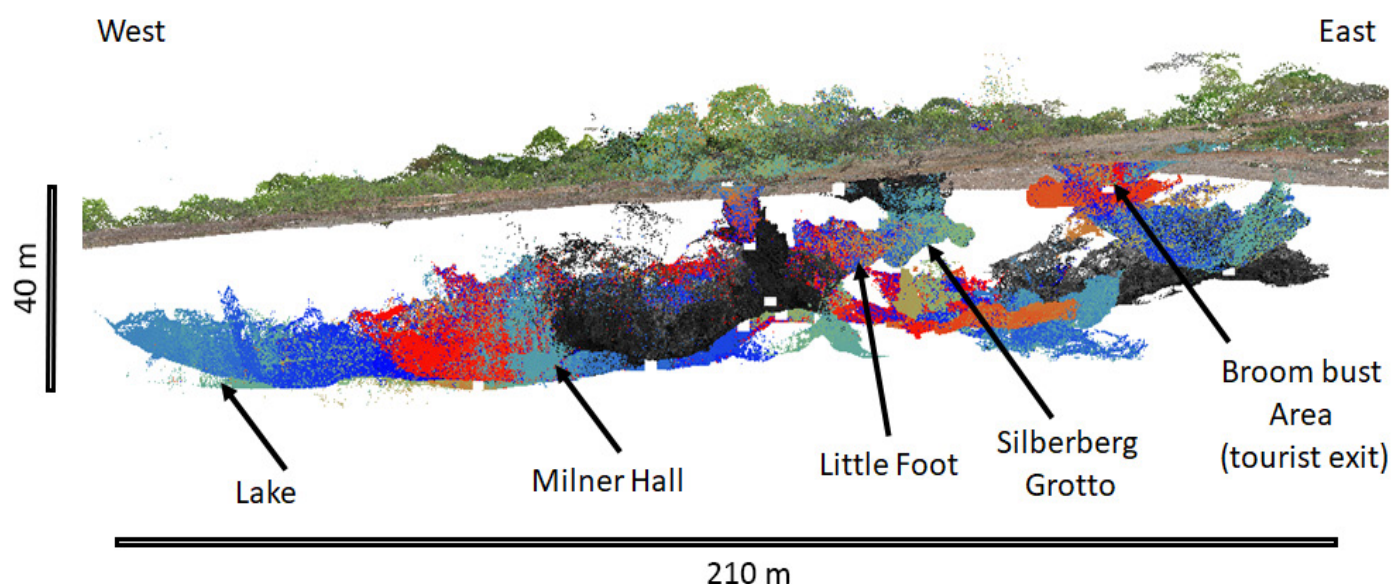 West
East
40 m
Lake
Milner Hall
Little Foot
Silberberg
Grotto
Broom bust
Area
(tourist exit)
210 m